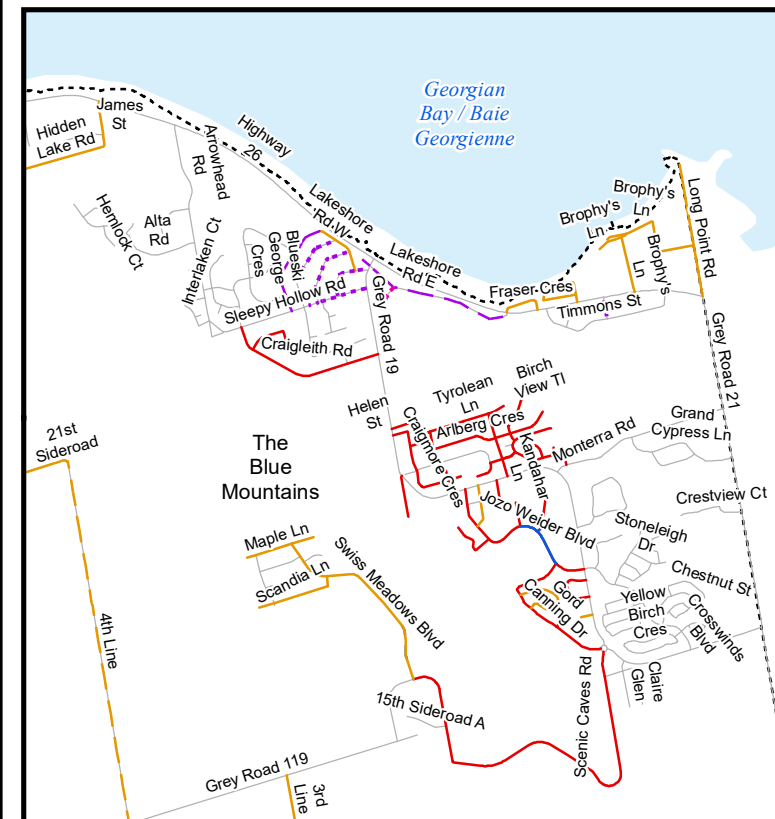 Georgian
Bay / Baie
Georgienne
James
St
Hidden
Lake Rd
Highway
26
Arrowhead
Rd
Lakeshore
Rd W
Lakeshore
Rd E
Brophy's
Ln
Brophy's
Ln
Brophy's
Ln
Long Point Rd
Hemlock Ct
Alta
Rd
Interlaken Ct
Blueski
George
Cres
Sleepy Hollow Rd
Craigleith Rd
Grey Road 19
Fraser Cres
Timmons St
Grey Road 21
Helen
St
Tyrolean
Ln
Birch
View Tl
Arlberg Cres
Craigmore Cres
Kandahar
Ln
Monterra Rd
Grand
Cypress Ln
21st
Sideroad
The
Blue
Mountains
Crestview Ct
Jozo Weider Blvd
Stoneleigh
Dr
Maple Ln
Scandia Ln
Swiss Meadows Blvd
Chestnut St
Gord
Canning Dr
Yellow
Birch
Cres
Crosswinds
Blvd
4th Line
Claire
Glen
Scenic Caves Rd
15th Sideroad A
Grey Road 119
3rd
Line